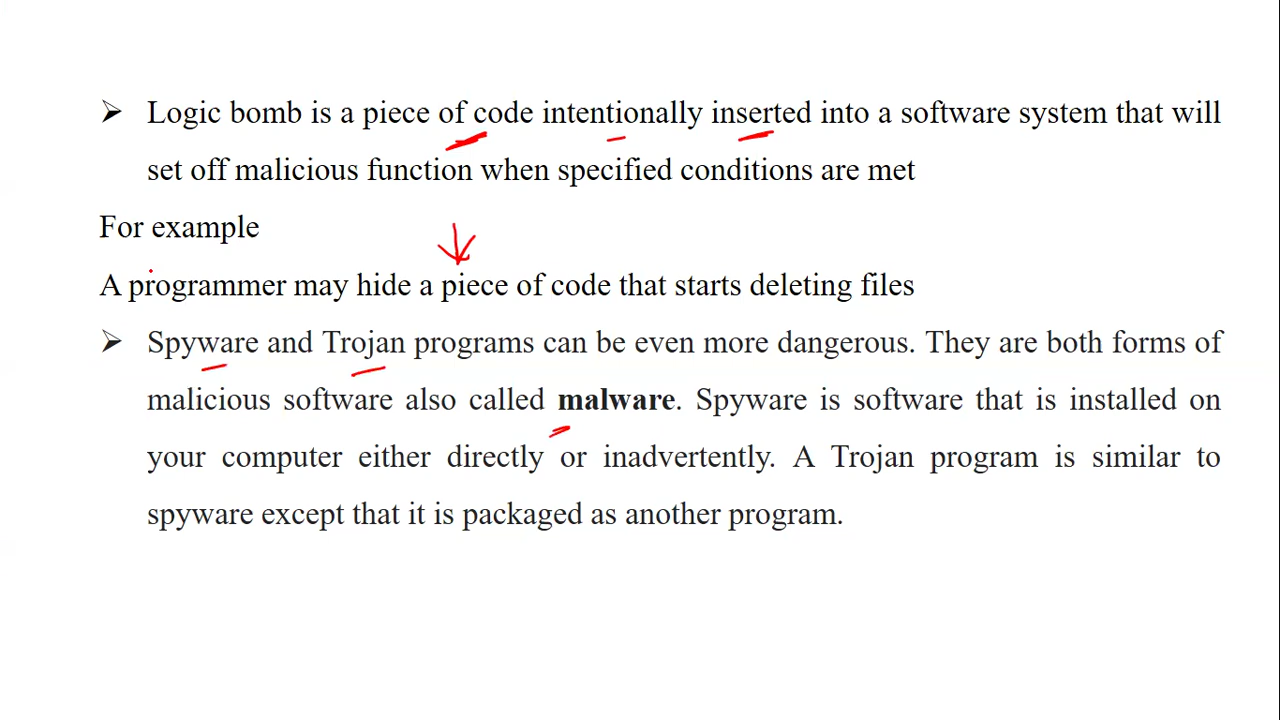 ➢ Logic bomb is a piece of code intentionally inserted into a software system that will
set off malicious function when specified conditions are met
For example
A programmer may hide a piece of code that starts deleting files
➢ Spyware and Trojan programs can be even more dangerous. They are both forms of
malicious software also called malware. Spyware is software that is installed on
your computer either directly or inadvertently. A Trojan program is similar to
spyware except that it is packaged as another program.